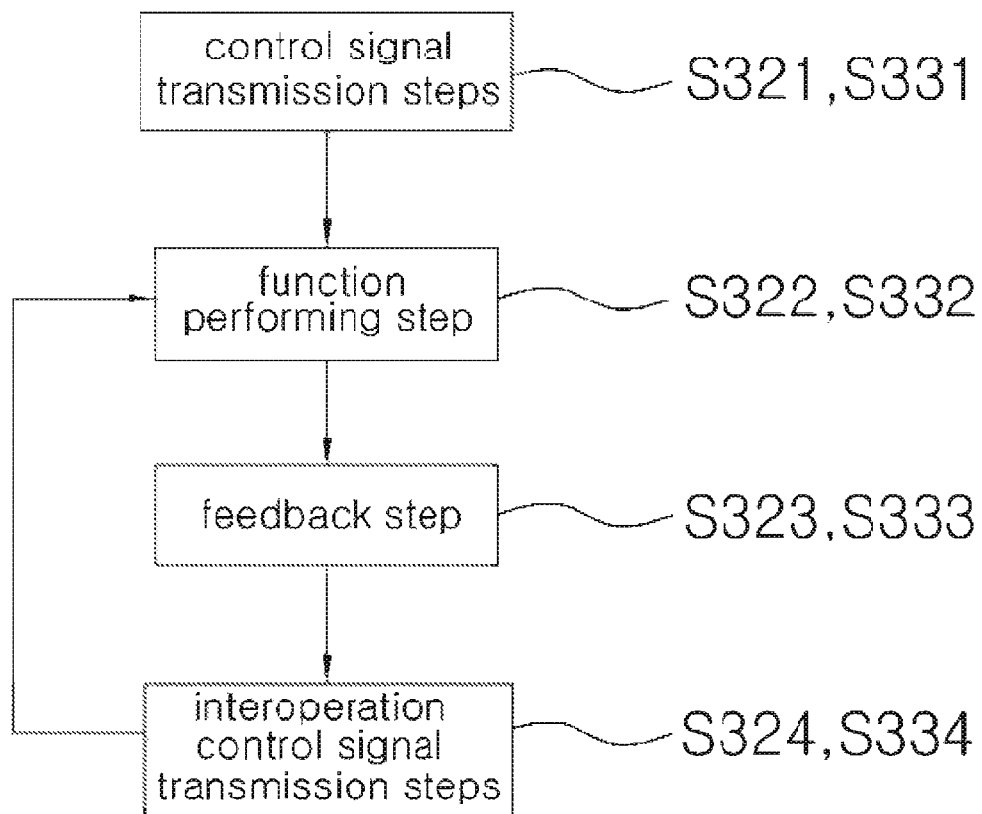 control signal
transmission steps
S321,S331
function
performing step
S322,S332
feedback step
S323,S333
interoperation
control signal
transmission steps
S324,S334